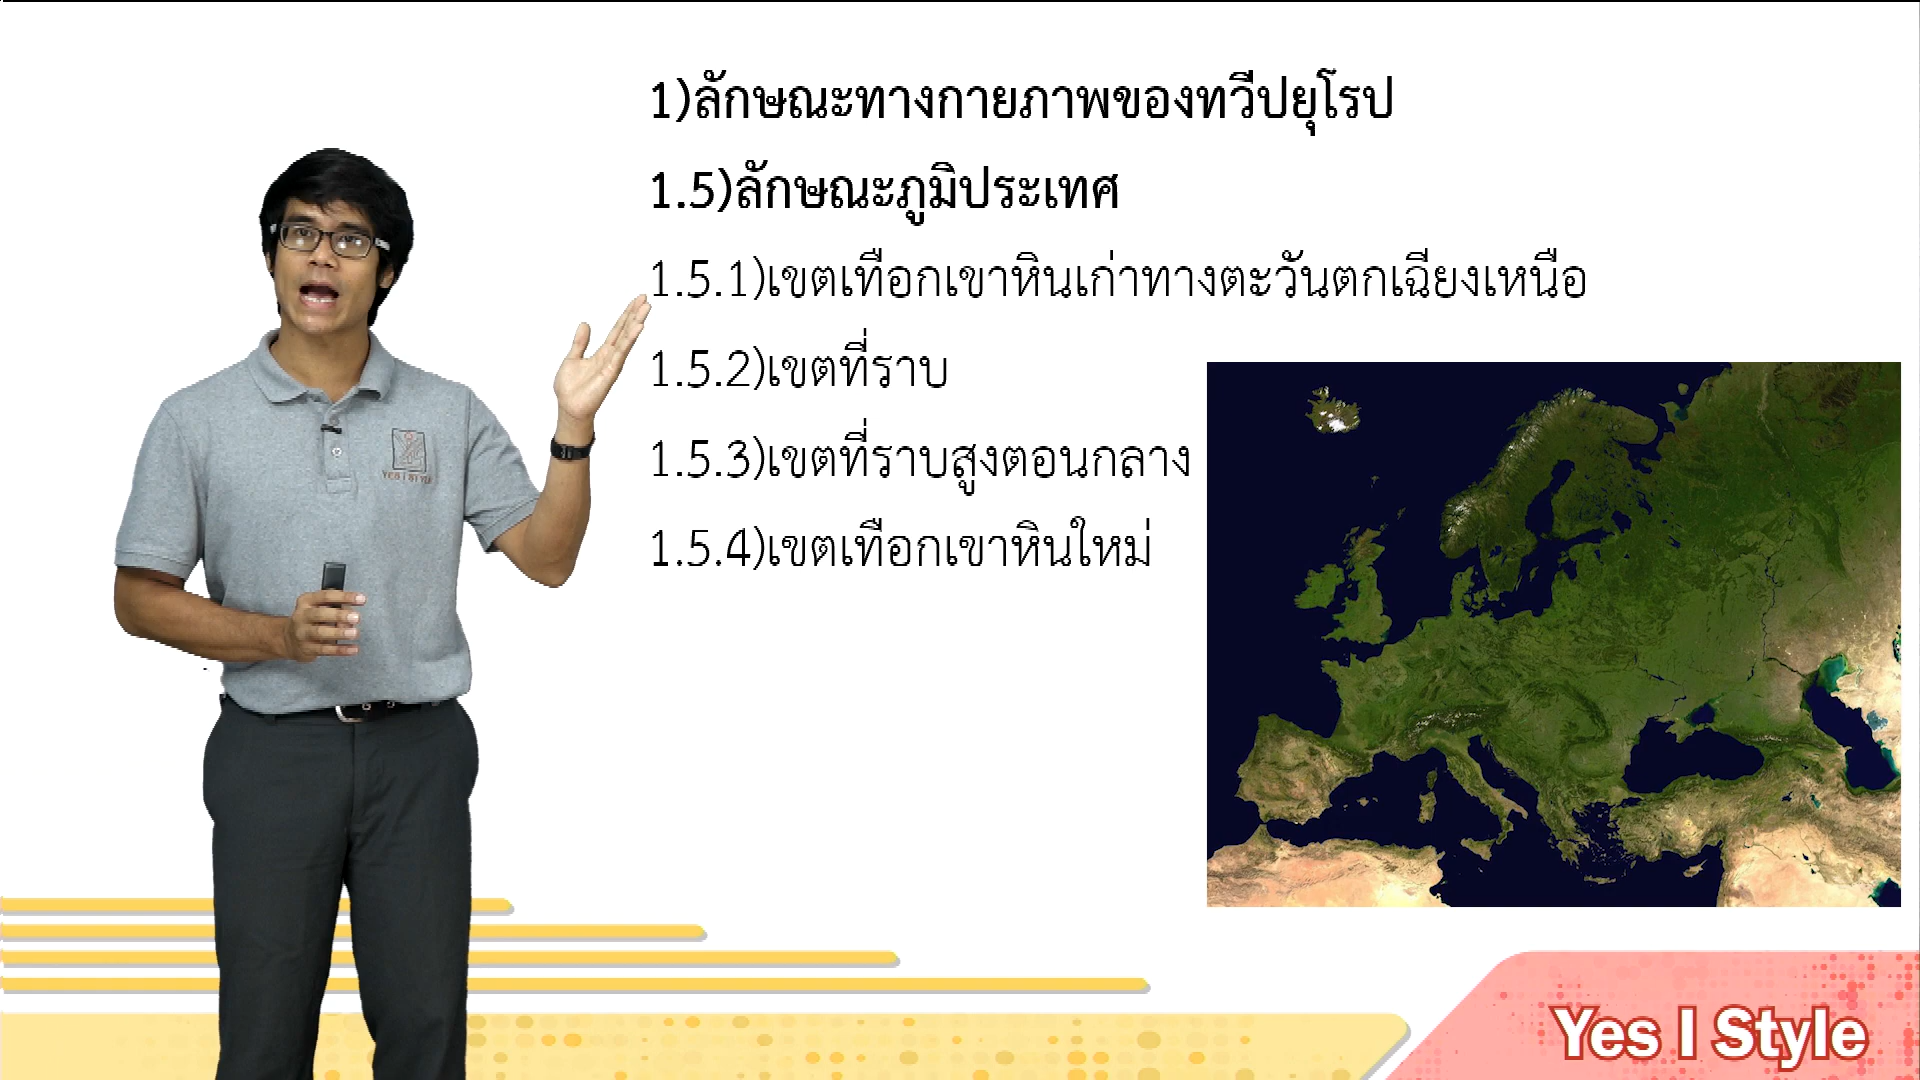 1)ลักษณะทางกายภาพของทวีปยุโรป
1.5)ลักษณะภูมิประเทศ
1.5.1)เขตเทือกเขาหินเก่าทางตะวันตกเฉียงเหนือ
1.5.2)เขตที่ราบ
1.5.3)เขตที่ราบสูงตอนกลาง
1.5.4)เขตเทือกเขาหินใหม่
YES I STYLE
Yes I Style